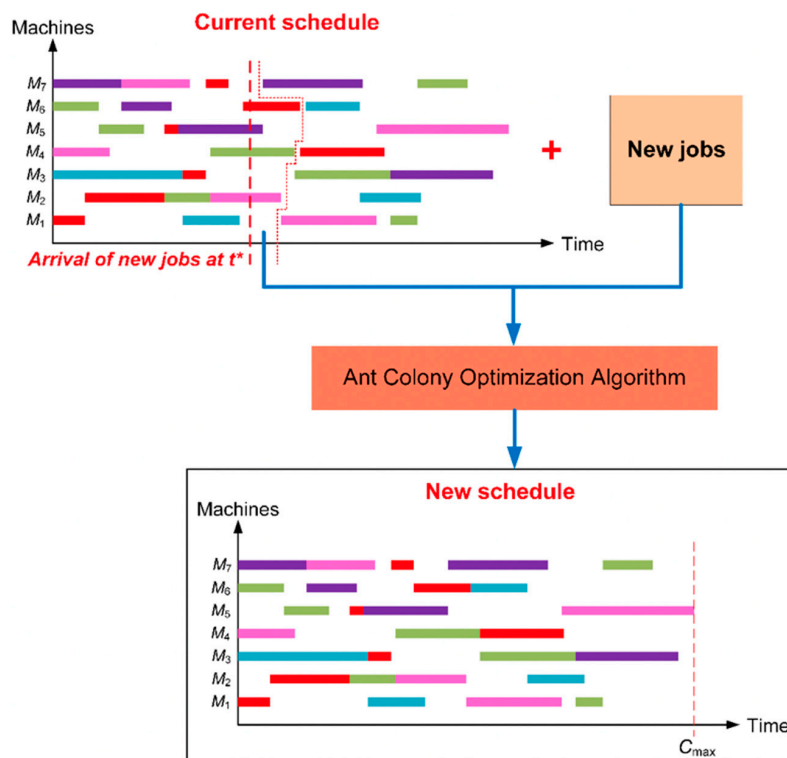 Machines
Current schedule
M7
M6
M5
M4
M3
M2
M1
Time
Arrival of new jobs at t*
+
New jobs
Ant Colony Optimization Algorithm
New schedule
Machines
M7
M6
M5
M4
M3
M2
M1
Time
Cmax